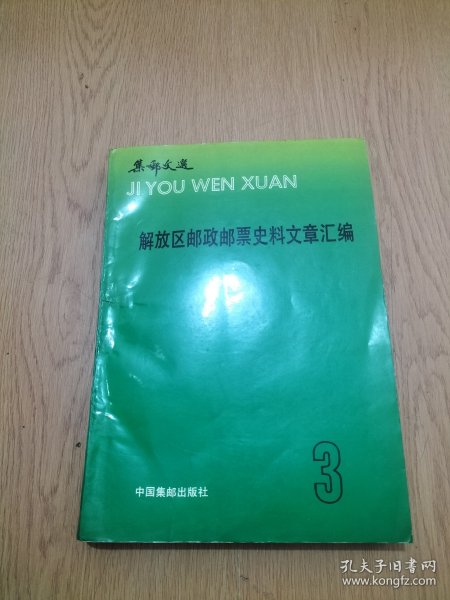 集邮文选
JI YOU WEN XUAN
解放区邮政邮票史料文章汇编
3
中国集邮出版社
孔夫子旧书网
www.kongfz.com